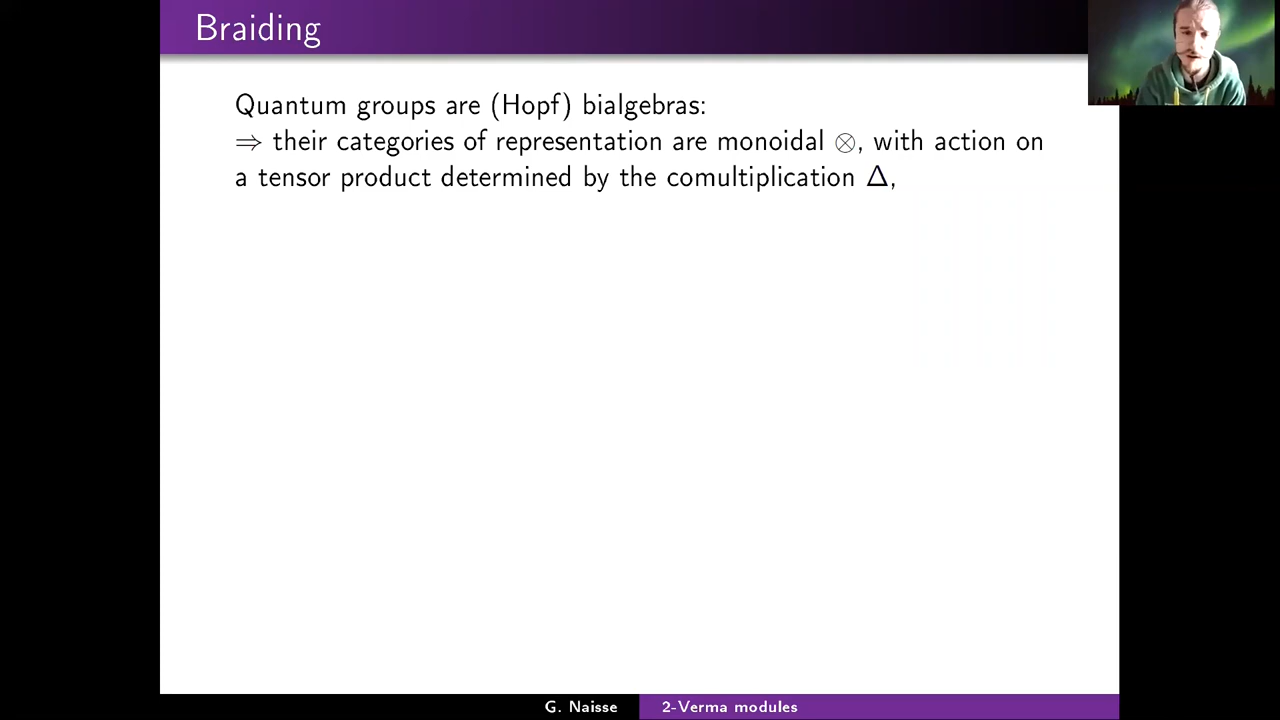 Braiding
Quantum groups are (Hopf) bialgebras:
⇒ their categories of representation are monoidal ⊗, with action on
a tensor product determined by the comultiplication Δ,
G. Naisse
2-Verma modules